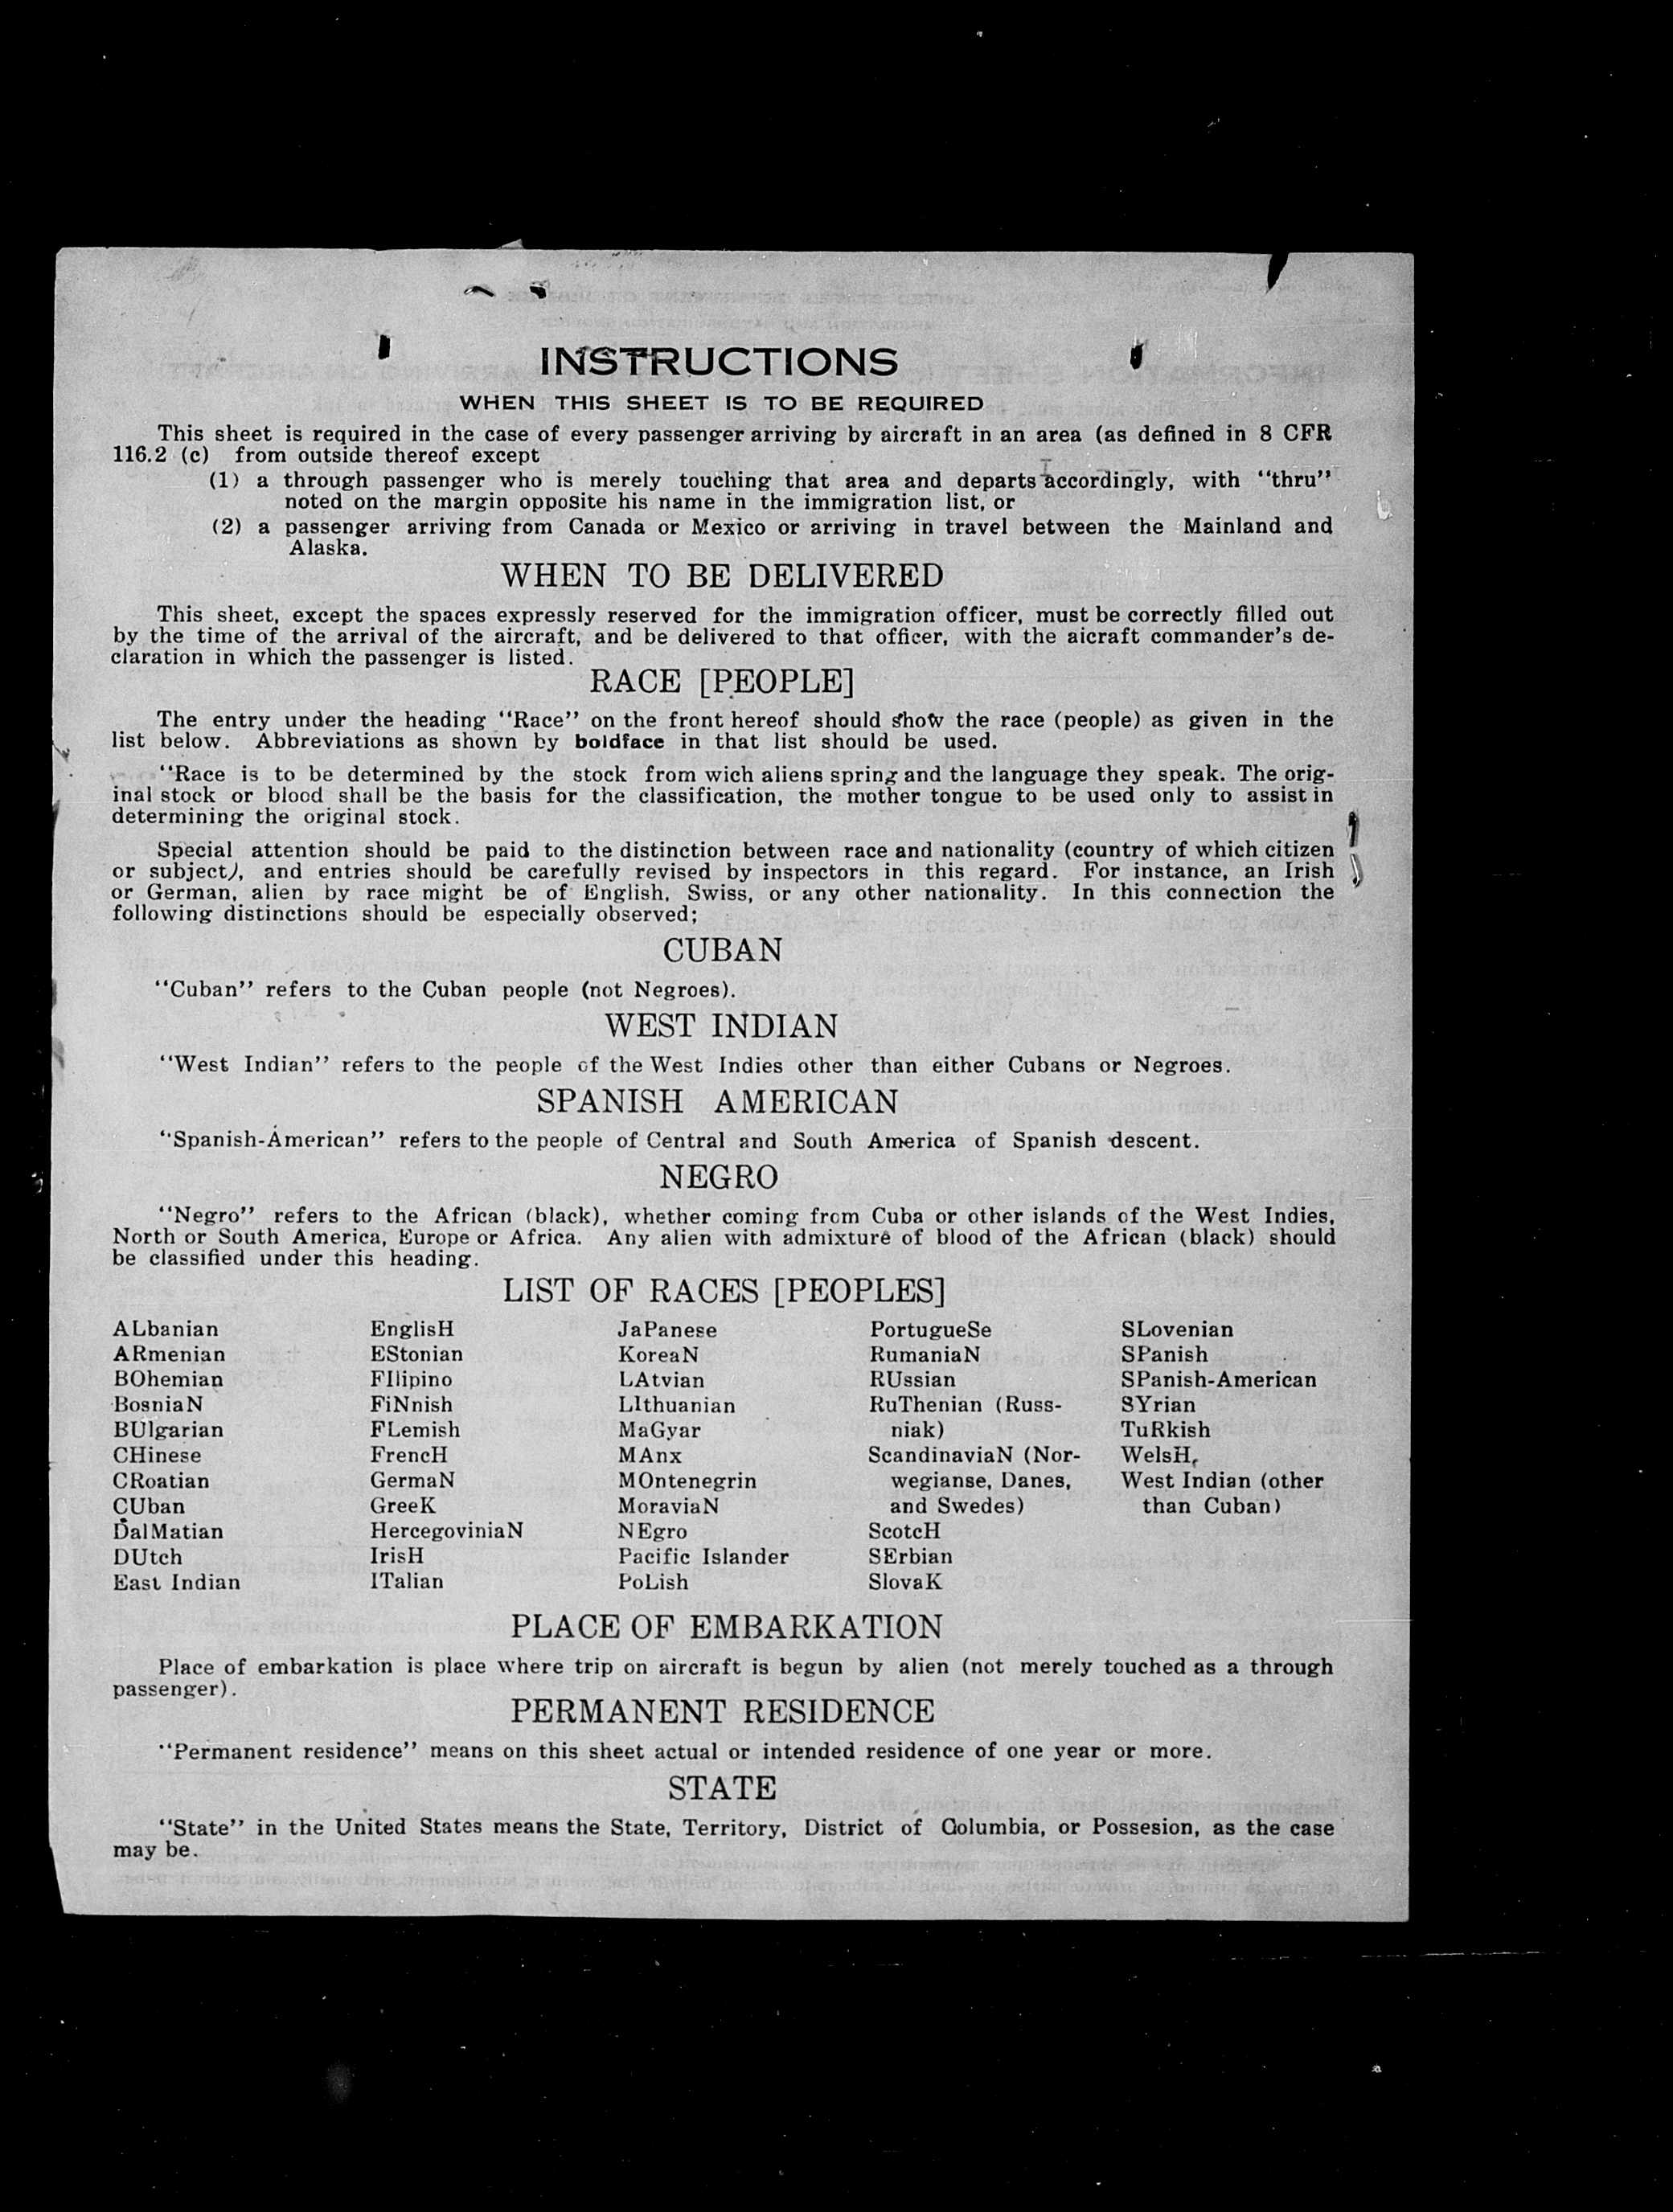 INSTRUCTIONS
WHEN THIS SHEET IS TO BE REQUIRED
This sheet is required in the case of every passenger arriving by aircraft in an area (as defined in 8 CFR
116.2 (c) from outside thereof except
(1) a through passenger who is merely touching that area and departs accordingly, with "thru"
noted on the margin opposite his name in the immigration list, or
(2) a passenger arriving from Canada or Mexico or arriving in travel between the Mainland and
Alaska.
WHEN TO BE DELIVERED
This sheet, except the spaces expressly reserved for the immigration officer, must be correctly filled out
by the time of the arrival of the aircraft, and be delivered to that officer, with the aicraft commander's de-
claration in which the passenger is listed.
RACE [PEOPLE]
The entry under the heading "Race" on the front hereof should show the race (people) as given in the
list below. Abbreviations as shown by boldface in that list should be used.
"Race is to be determined by the stock from wich aliens spring and the language they speak. The orig-
inal stock or blood shall be the basis for the classification, the mother tongue to be used only to assist in
determining the original stock.
Special attention should be paid to the distinction between race and nationality (country of which citizen
or subject), and entries should be carefully revised by inspectors in this regard. For instance, an Irish
or German, alien by race might be of English, Swiss, or any other nationality. In this connection the
following distinctions should be especially observed;
CUBAN
"Cuban" refers to the Cuban people (not Negroes).
WEST INDIAN
"West Indian" refers to the people of the West Indies other than either Cubans or Negroes.
SPANISH AMERICAN
"Spanish-American" refers to the people of Central and South America of Spanish descent.
NEGRO
"Negro" refers to the African (black), whether coming from Cuba or other islands of the West Indies,
North or South America, Europe or Africa. Any alien with admixture of blood of the African (black) should
be classified under this heading.
LIST OF RACES [PEOPLES]
ALbanian
ARmenian
BOhemian
BosniaN
BUlgarian
CHinese
CRoatian
CUban
DalMatian
DUtch
East Indian
EnglisH
EStonian
FIlipino
FiNnish
FLemish
FrencH
GermaN
GreeK
HercegoviniaN
IrisH
ITalian
JaPanese
KoreaN
LAtvian
LIthuanian
MaGyar
MAnx
MOntenegrin
MoraviaN
NEgro
Pacific Islander
PoLish
PortugueSe
RumaniaN
RUssian
RuThenian (Russ-
niak)
ScandinaviaN (Nor-
wegianse, Danes,
and Swedes)
ScotcH
SErbian
SlovaK
SLovenian
SPanish
SPanish-American
SYrian
TuRkish
WelsH,
West Indian (other
than Cuban)
PLACE OF EMBARKATION
Place of embarkation is place where trip on aircraft is begun by alien (not merely touched as a through
passenger).
PERMANENT RESIDENCE
"Permanent residence" means on this sheet actual or intended residence of one year or more.
STATE
"State" in the United States means the State, Territory, District of Columbia, or Possesion, as the case
may be.